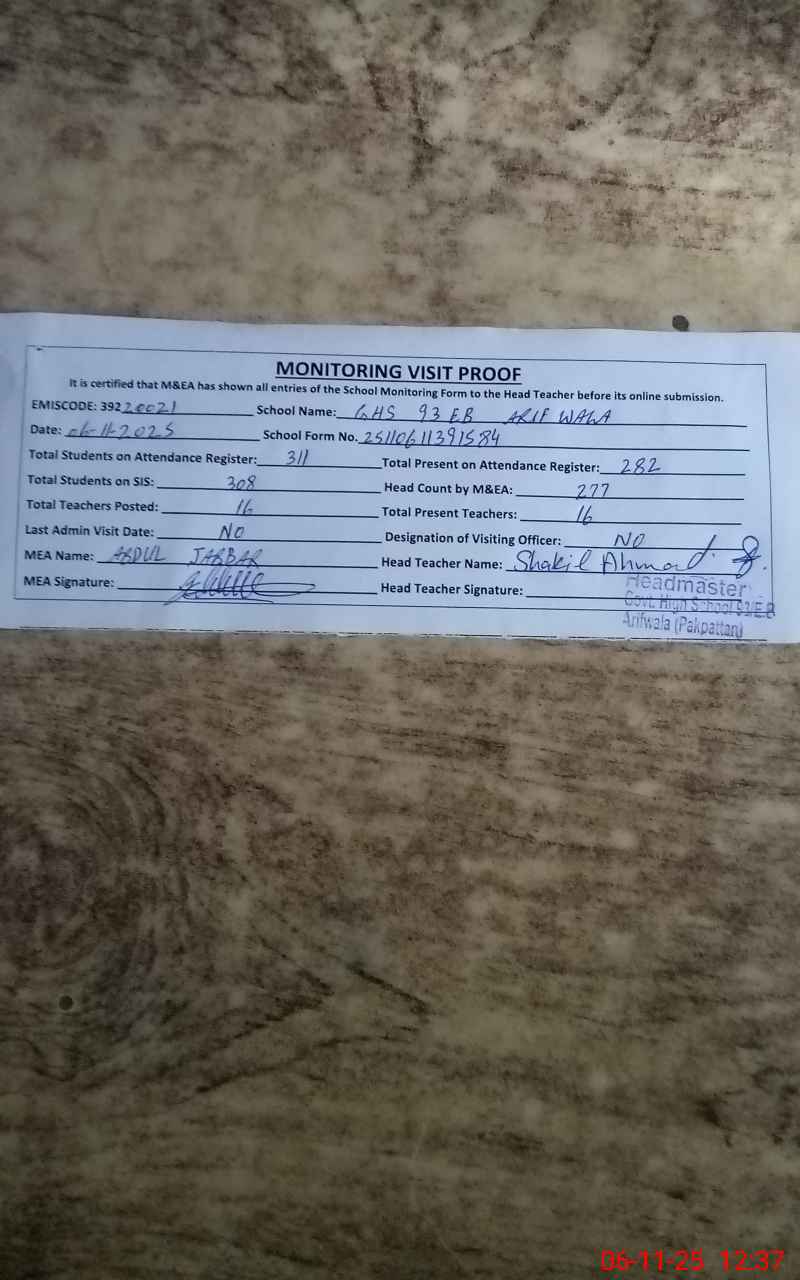 MONITORING VISIT PROOF
It is certified that M&EA has shown all entries of the School Monitoring Form to the Head Teacher before its online submission.
EMISCODE: 39220021 School Name: GHS 93 EB ARIF WALA
Date: 06-11-2025 School Form No. 25110611391584
Total Students on Attendance Register: 311 Total Present on Attendance Register: 282
Total Students on SIS: 308 Head Count by M&EA: 277
Total Teachers Posted: 16 Total Present Teachers: 16
Last Admin Visit Date: NO Designation of Visiting Officer: NO
MEA Name: ABDUL JABBAR Head Teacher Name: Shakil Ahmad
MEA Signature: Head Teacher Signature:
Headmaster
Govt. High School 93/E.B
Arifwala (Pakpattan)
06-11-25 12:37